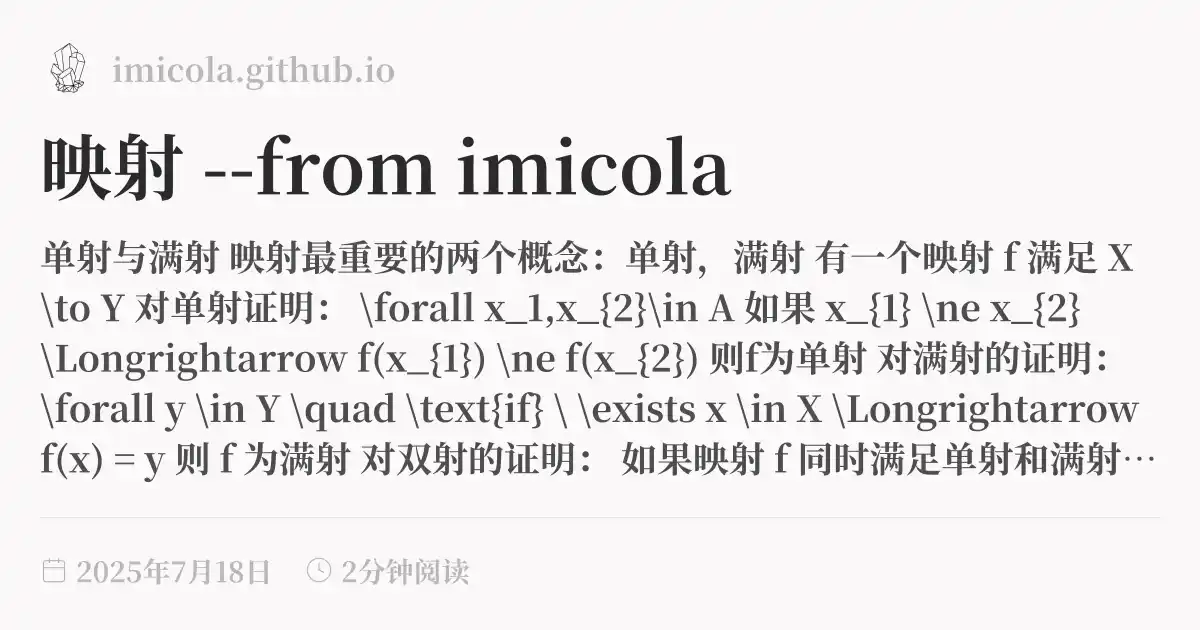 imicola.github.io
映射 --from imicola
单射与满射 映射最重要的两个概念：单射，满射 有一个映射 f 满足 X
\to Y 对单射证明： \forall x_1,x_{2}\in A 如果 x_{1} \ne x_{2}
\Longrightarrow f(x_{1}) \ne f(x_{2}) 则f为单射 对满射的证明：
\forall y \in Y \quad \text{if} \ \exists x \in X \Longrightarrow
f(x) = y 则 f 为满射 对双射的证明： 如果映射 f 同时满足单射和满射…
2025年7月18日
2分钟阅读